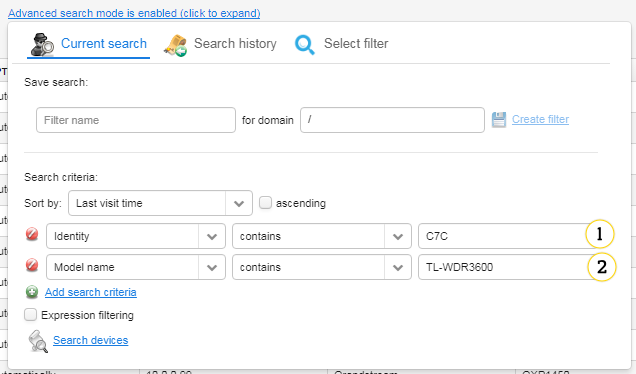 Advanced search mode is enabled (click to expand)
Current search Search history Select filter
Save search:
Filter name for domain / Create filter
Search criteria:
Sort by: Last visit time ascending
Identity contains C7C 1
Model name contains TL-WDR3600 2
Add search criteria
Expression filtering
Search devices